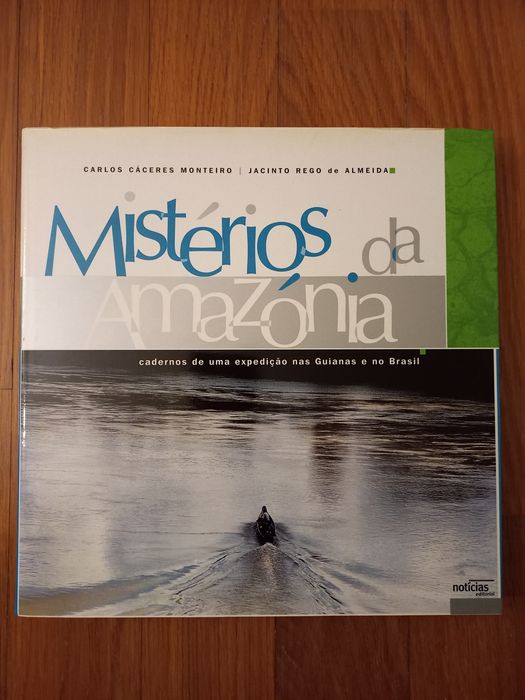 CARLOS CÁCERES MONTEIRO | JACINTO REGO de ALMEIDA
Mistérios da
Amazónia
cadernos de uma expedição nas Guianas e no Brasil
notícias
editorial